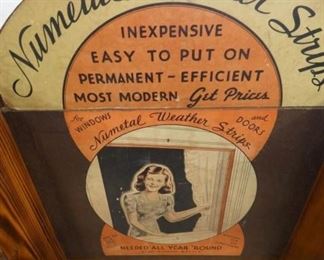 Numetal Weather Strips
INEXPENSIVE
EASY TO PUT ON
PERMANENT - EFFICIENT
MOST MODERN Get Prices
for WINDOWS and DOORS
Numetal Weather Strips
NEEDED ALL YEAR 'ROUND